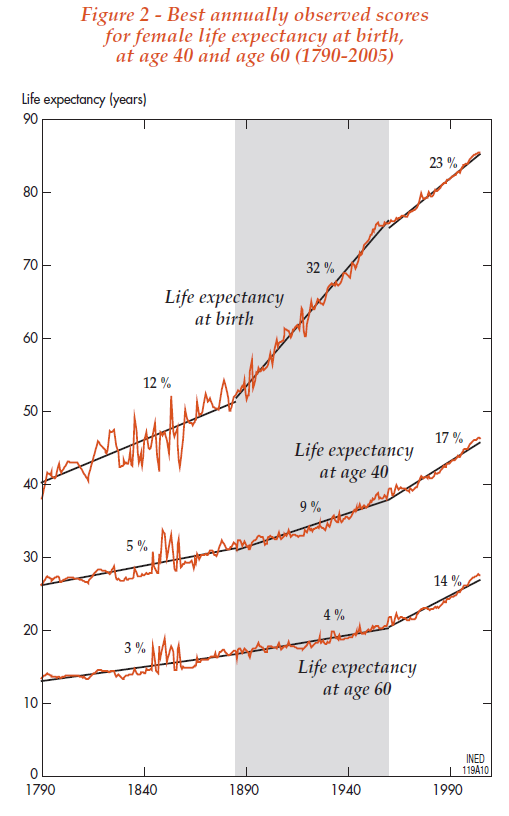 Figure 2 - Best annually observed scores
for female life expectancy at birth,
at age 40 and age 60 (1790-2005)
Life expectancy (years)
90
80
70
60
50
40
30
20
10
0
23 %
32 %
Life expectancy
at birth
12 %
17 %
Life expectancy
at age 40
9 %
5 %
14 %
4 %
3 %
Life expectancy
at age 60
INED
119A10
1790
1840
1890
1940
1990